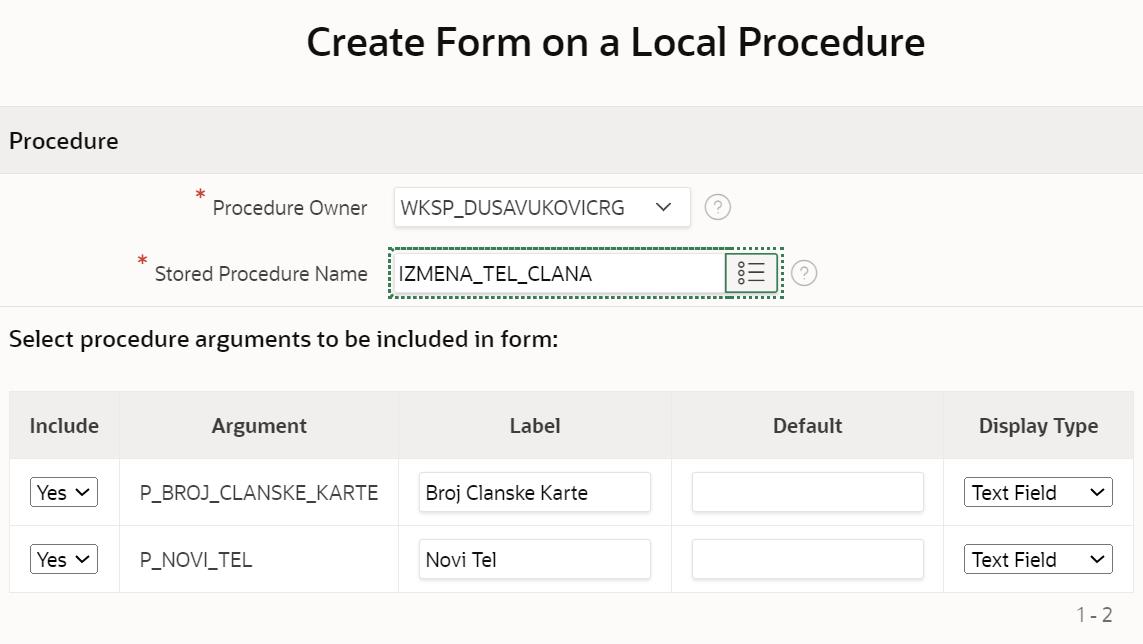 Create Form on a Local Procedure
Procedure
* Procedure Owner WKSP_DUSAVUKOVICRG ?
* Stored Procedure Name IZMENA_TEL_CLANA ?
Select procedure arguments to be included in form:
Include Argument Label Default Display Type
Yes P_BROJ_CLANSKE_KARTE Broj Clanske Karte Text Field
Yes P_NOVI_TEL Novi Tel Text Field
1 - 2